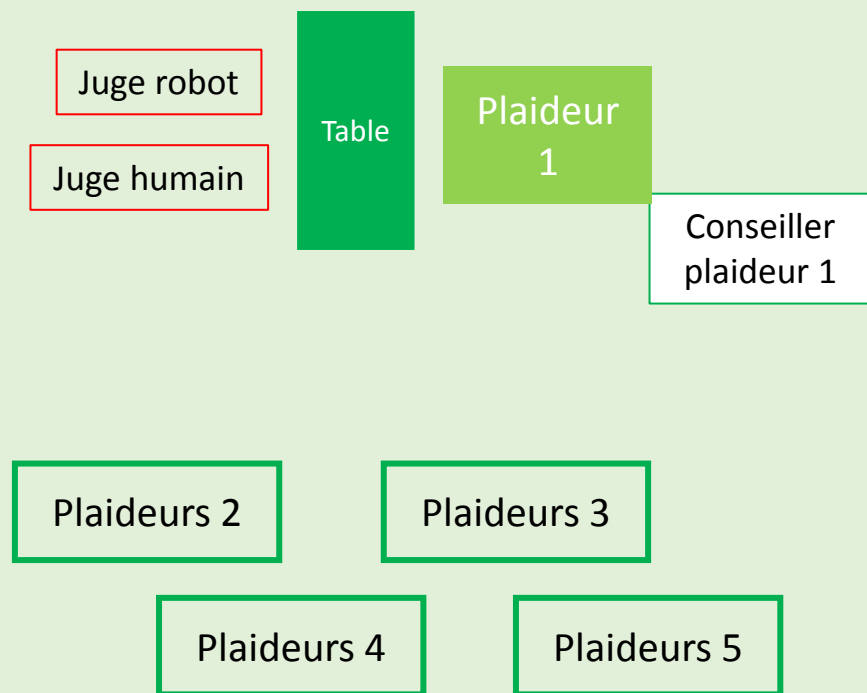 Juge robot
Juge humain
Table
Plaideur
1
Conseiller
plaideur 1
Plaideurs 2
Plaideurs 3
Plaideurs 4
Plaideurs 5